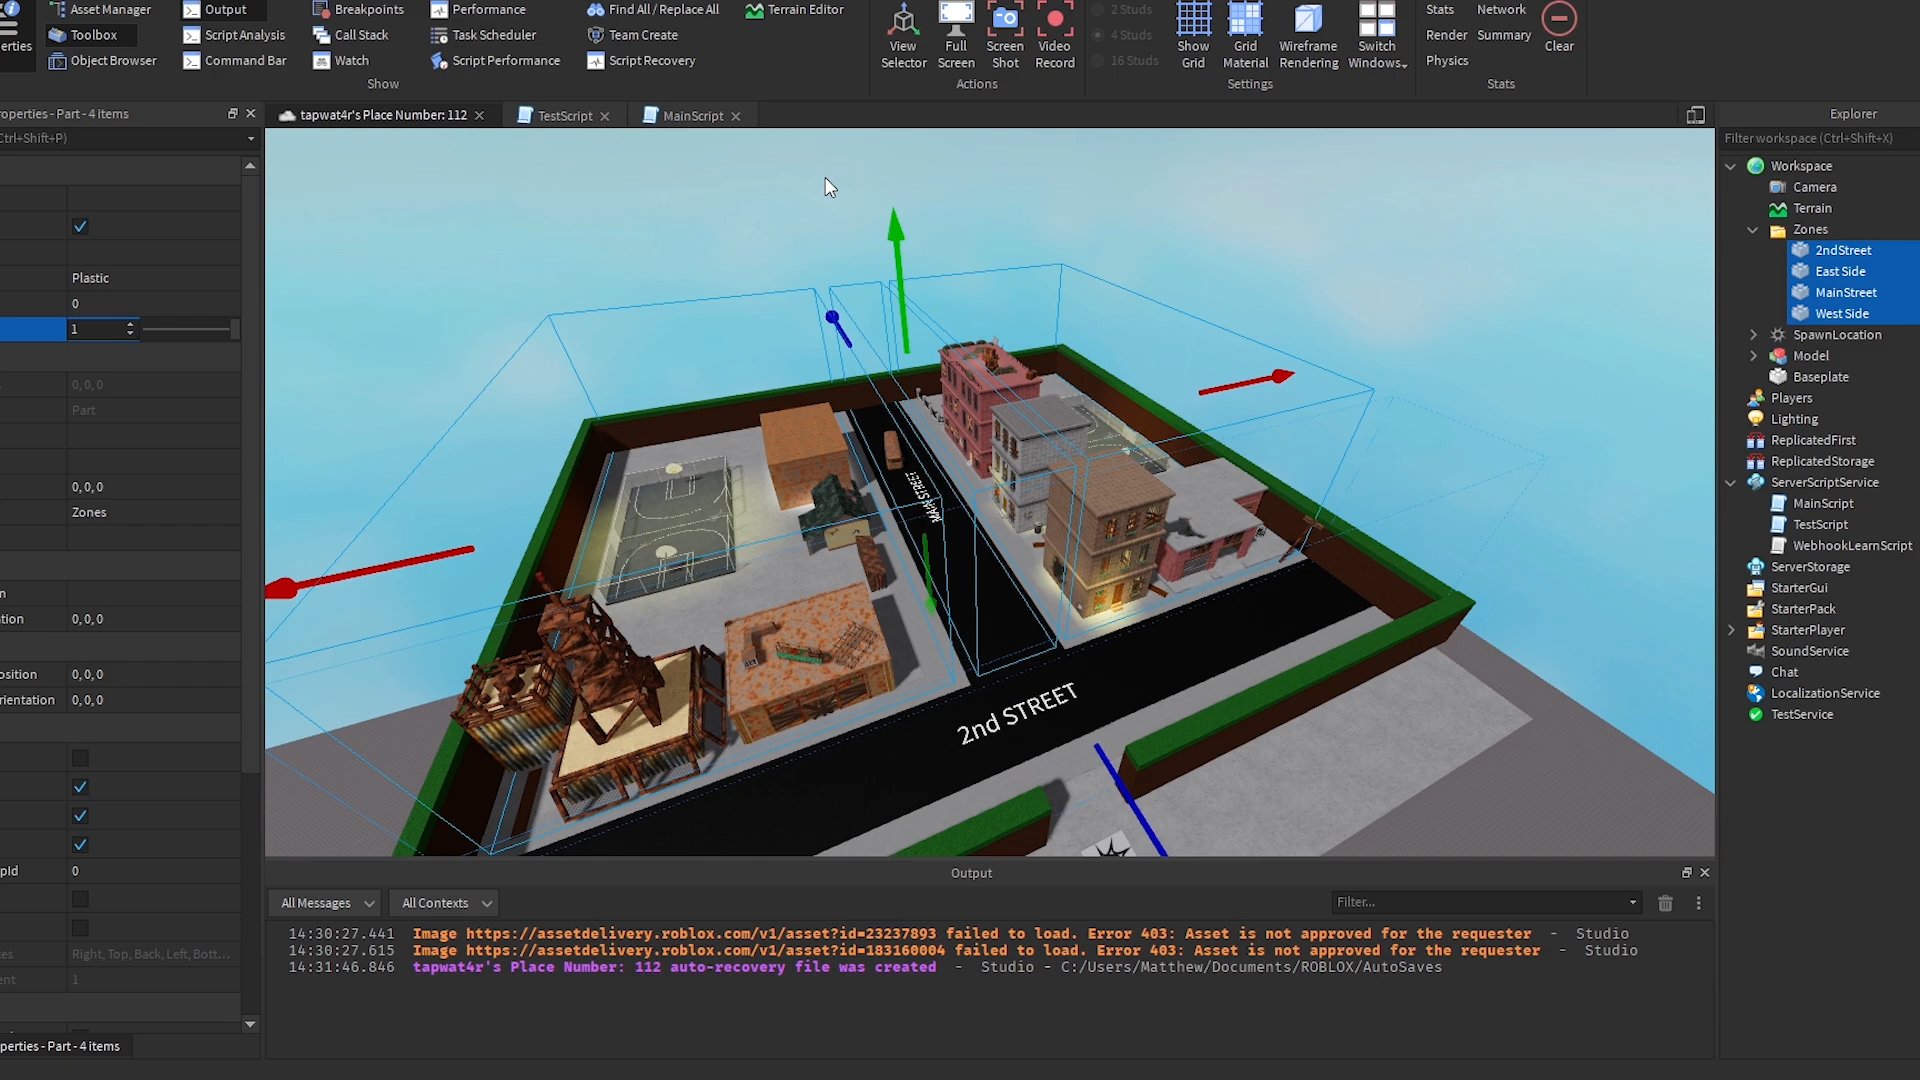 Asset Manager
Output
Breakpoints
Performance
Find All / Replace All
Terrain Editor
2 Studs
Stats
Network
erties
Toolbox
Script Analysis
Call Stack
Task Scheduler
Team Create
4 Studs
Render
Summary
Object Browser
Command Bar
Watch
Script Performance
Script Recovery
View
Selector
Full
Screen
Screen
Shot
Video
Record
16 Studs
Show
Grid
Grid
Material
Wireframe
Rendering
Switch
Windows
Physics
Clear
Show
Actions
Settings
Stats
operties - Part - 4 items
tapwat4r's Place Number: 112
TestScript
MainScript
Explorer
Ctrl+Shift+P)
Filter workspace (Ctrl+Shift+X)
Plastic
0
1
0,0,0
Part
0,0,0
Zones
n
ation
0,0,0
osition
0,0,0
rientation
0,0,0
pId
0
es
Right, Top, Back, Left, Bott...
ent
1
operties - Part - 4 items
MAIN STREET
2nd STREET
Workspace
Camera
Terrain
Zones
2ndStreet
East Side
MainStreet
West Side
SpawnLocation
Model
Baseplate
Players
Lighting
ReplicatedFirst
ReplicatedStorage
ServerScriptService
MainScript
TestScript
WebhookLearnScript
ServerStorage
StarterGui
StarterPack
StarterPlayer
SoundService
Chat
LocalizationService
TestService
Output
All Messages
All Contexts
Filter...
14:30:27.441 Image https://assetdelivery.roblox.com/v1/asset?id=23237893 failed to load. Error 403: Asset is not approved for the requester - Studio
14:30:27.615 Image https://assetdelivery.roblox.com/v1/asset?id=183160004 failed to load. Error 403: Asset is not approved for the requester - Studio
14:31:46.846 tapwat4r's Place Number: 112 auto-recovery file was created - Studio - C:/Users/Matthew/Documents/ROBLOX/AutoSaves